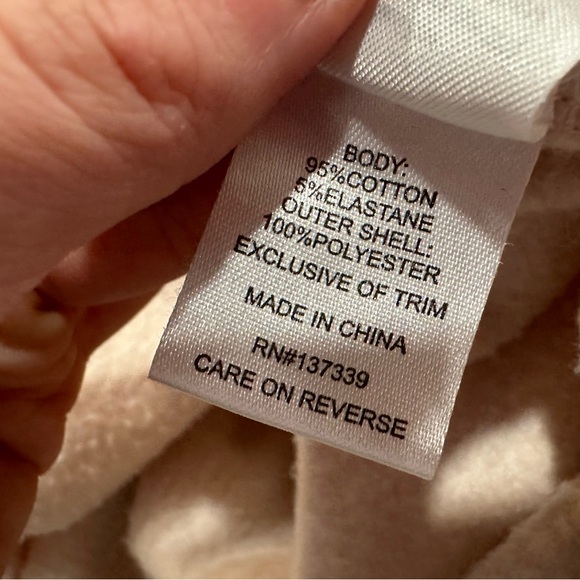 BODY:
95%COTTON
5%ELASTANE
OUTER SHELL:
100%POLYESTER
EXCLUSIVE OF TRIM
MADE IN CHINA
RN#137339
CARE ON REVERSE